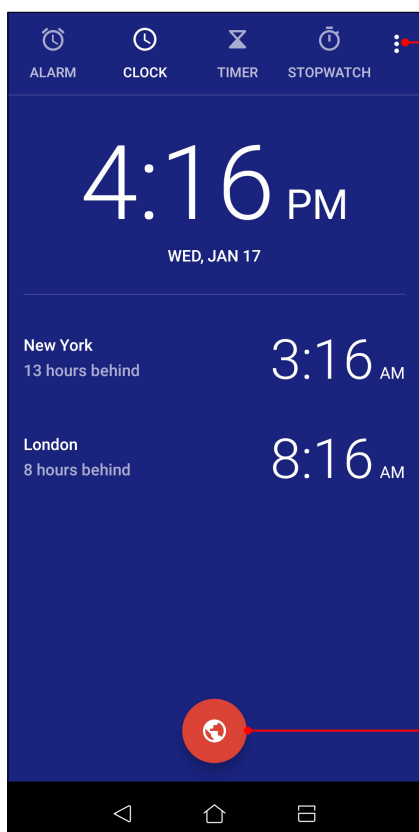 ALARM CLOCK TIMER STOPWATCH
4:16 PM
WED, JAN 17
New York
13 hours behind
3:16 AM
London
8 hours behind
8:16 AM